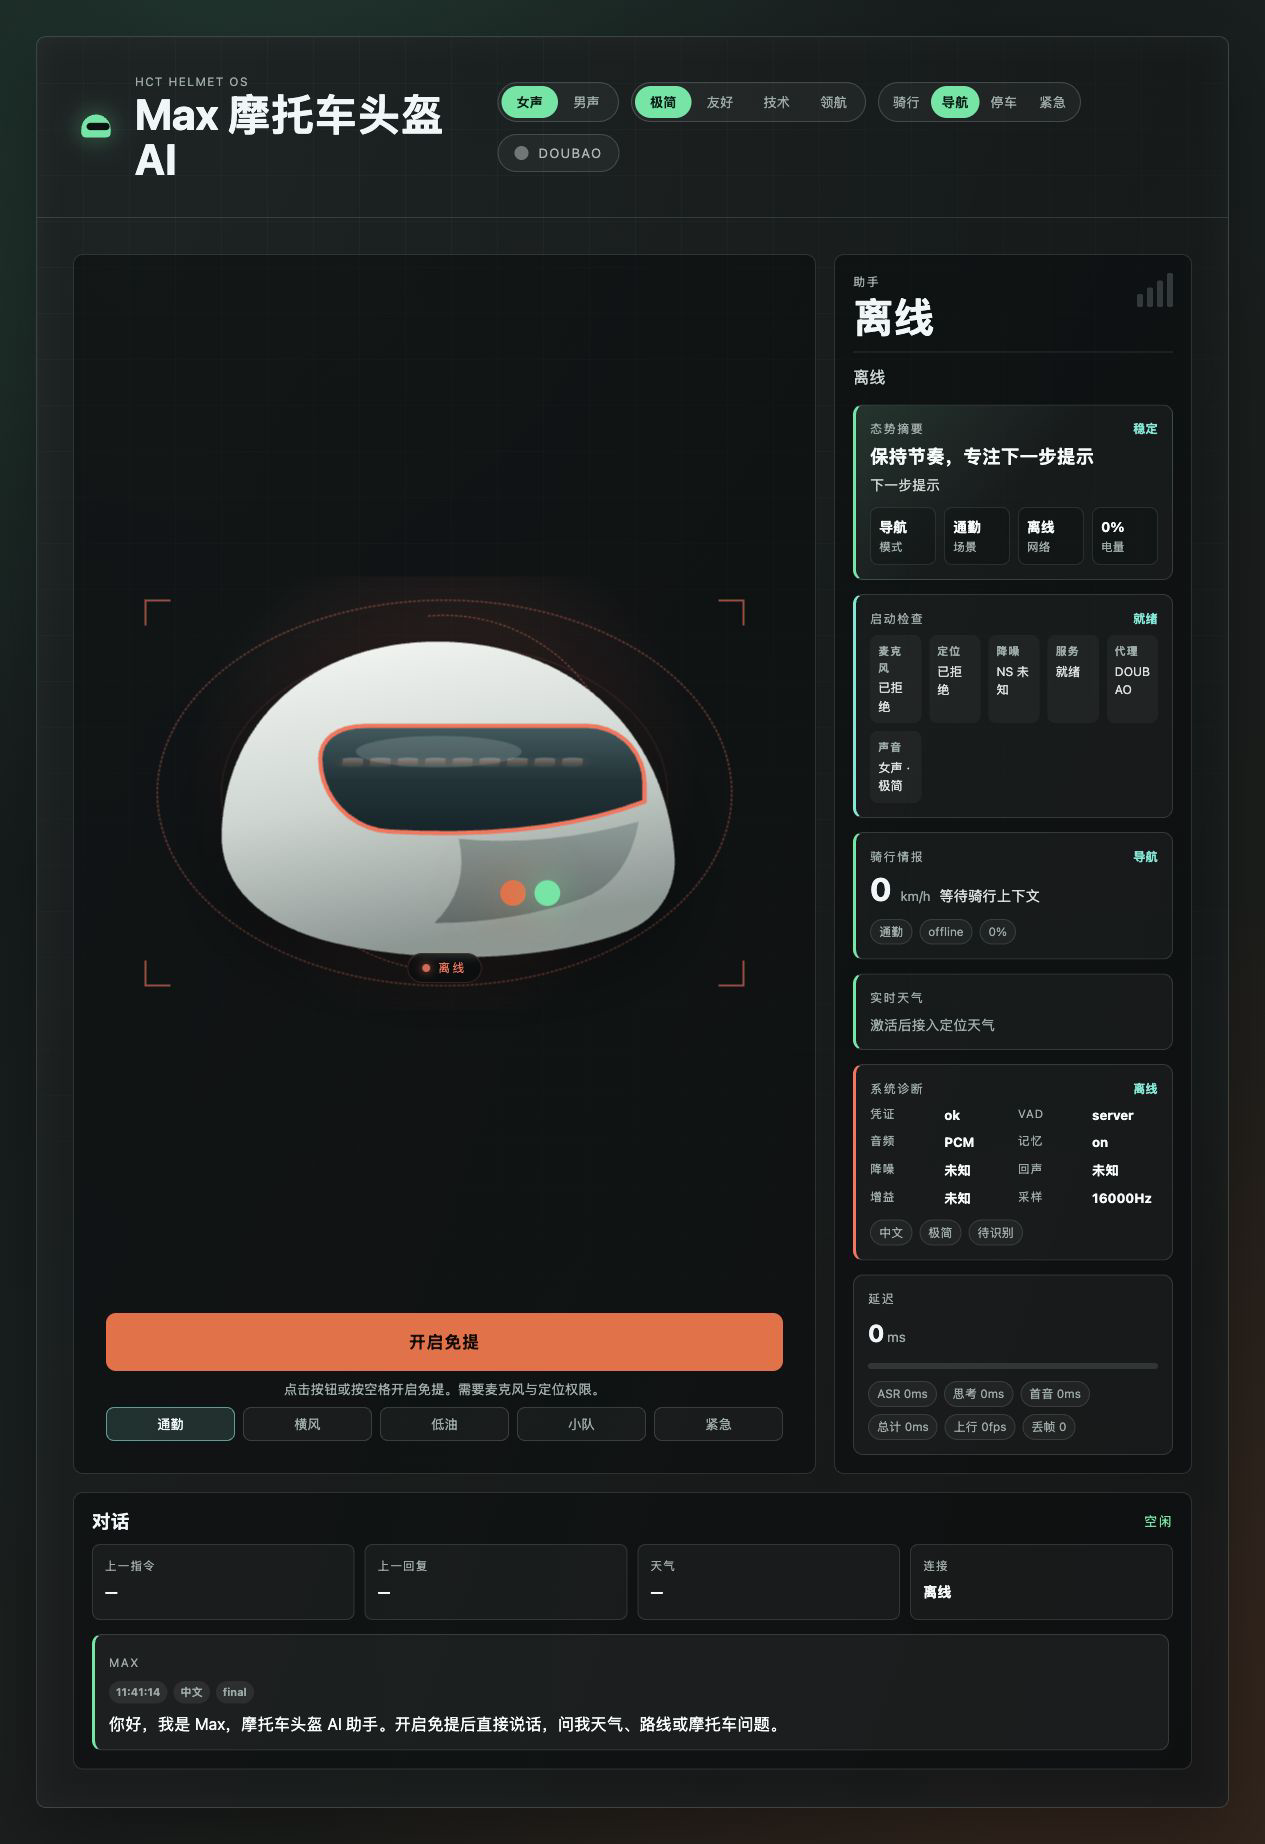 HCT HELMET OS
Max 摩托车头盔
AI
女声 男声
极简 友好 技术 领航
骑行 导航 停车 紧急
DOUBAO
离线
开启免提
点击按钮或按空格开启免提。需要麦克风与定位权限。
通勤 横风 低油 小队 紧急
助手
离线
离线
态势摘要 稳定
保持节奏，专注下一步提示
下一步提示
导航 通勤 离线 0%
模式 场景 网络 电量
启动检查 就绪
麦克
风
已拒
绝
定位
已拒
绝
降噪
NS 未
知
服务
就绪
代理
DOUB
AO
声音
女声 ·
极简
骑行情报 导航
0 km/h 等待骑行上下文
通勤 offline 0%
实时天气
激活后接入定位天气
系统诊断 离线
凭证 ok VAD server
音频 PCM 记忆 on
降噪 未知 回声 未知
增益 未知 采样 16000Hz
中文 极简 待识别
延迟
0 ms
ASR 0ms 思考 0ms 首音 0ms
总计 0ms 上行 0fps 丢帧 0
对话 空闲
上一指令 上一回复 天气 连接
— — — 离线
MAX
11:41:14 中文 final
你好，我是 Max，摩托车头盔 AI 助手。开启免提后直接说话，问我天气、路线或摩托车问题。